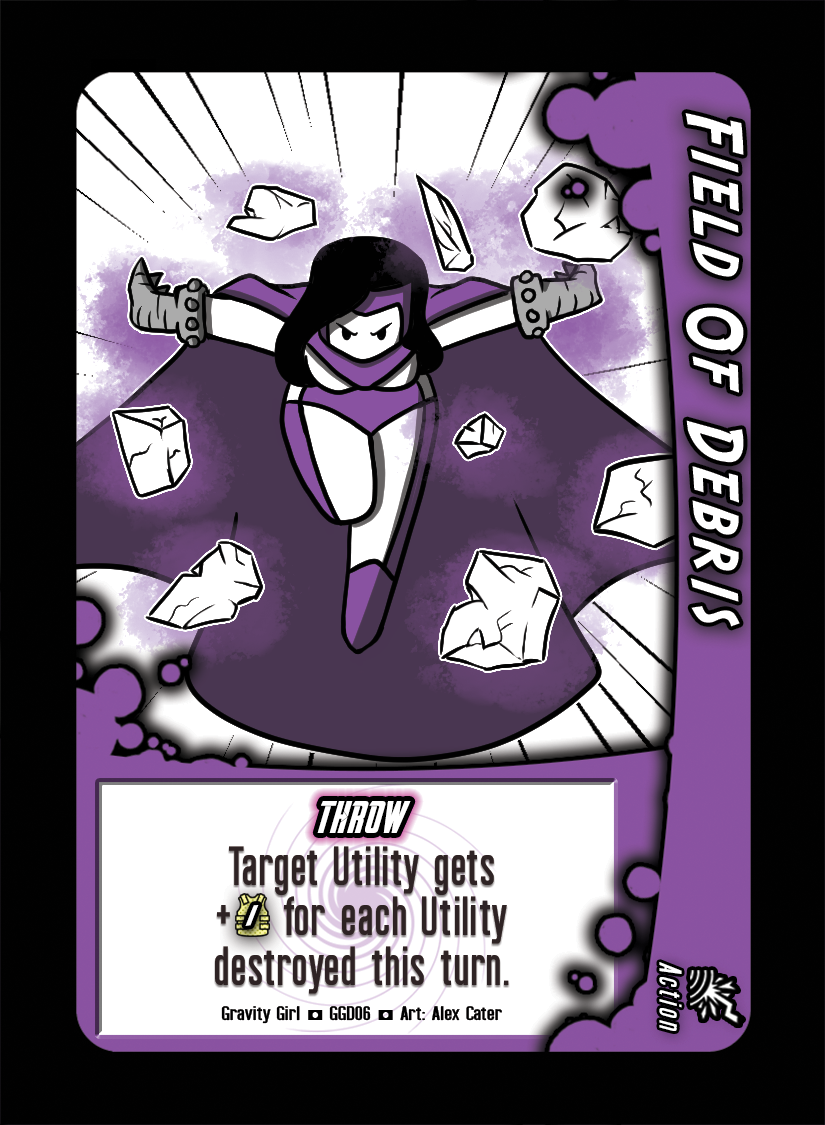 FIELD OF DEBRIS
THROW
Target Utility gets
+1 for each Utility
destroyed this turn.
Gravity Girl GGD06 Art: Alex Cater
Action